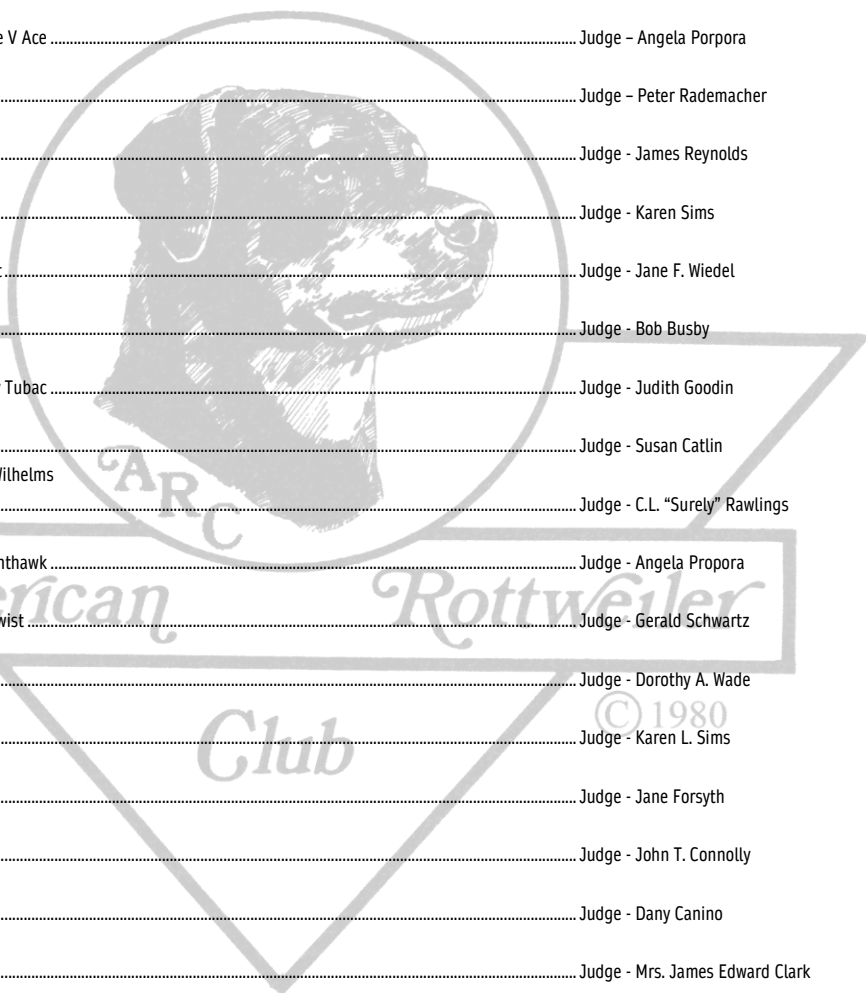 e V Ace ........ Judge – Angela Porpora
........ Judge – Peter Rademacher
........ Judge - James Reynolds
........ Judge - Karen Sims
........ Judge - Jane F. Wiedel
........ Judge - Bob Busby
Tubac ........ Judge - Judith Goodin
........ Judge - Susan Catlin
Wilhelms
........ Judge - C.L. “Surely” Rawlings
nthawk ........ Judge - Angela Propora
wist ........ Judge - Gerald Schwartz
........ Judge - Dorothy A. Wade
........ Judge - Karen L. Sims
........ Judge - Jane Forsyth
........ Judge - John T. Connolly
........ Judge - Dany Canino
........ Judge - Mrs. James Edward Clark
ARC
erican Rottweiler
Club
© 1980